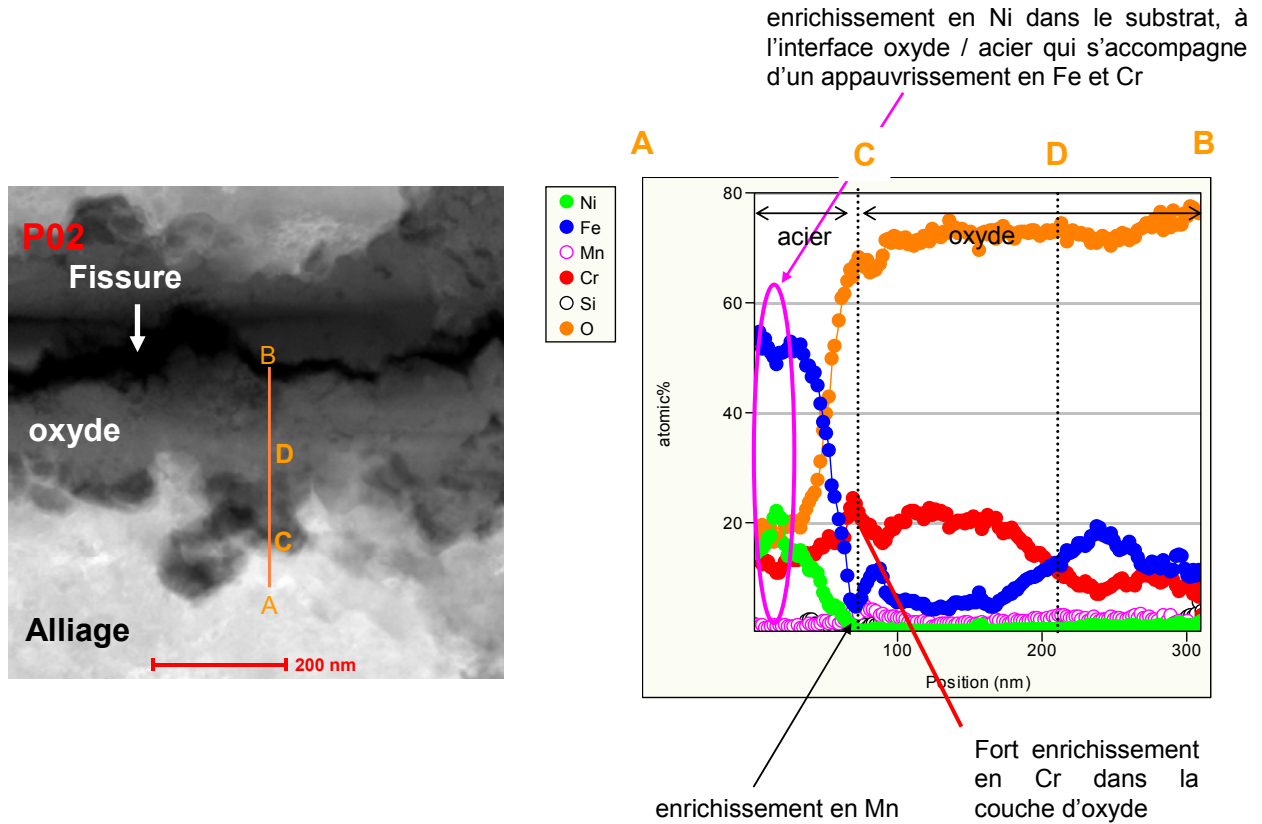 enrichissement en Ni dans le substrat, à
l'interface oxyde / acier qui s'accompagne
d'un appauvrissement en Fe et Cr
P02
Fissure
B
oxyde
D
C
A
Alliage
200 nm
Ni
Fe
Mn
Cr
Si
O
A
C
D
B
80
60
40
20
atomic%
acier
oxyde
100
200
300
Position (nm)
enrichissement en Mn
Fort enrichissement
en Cr dans la
couche d'oxyde